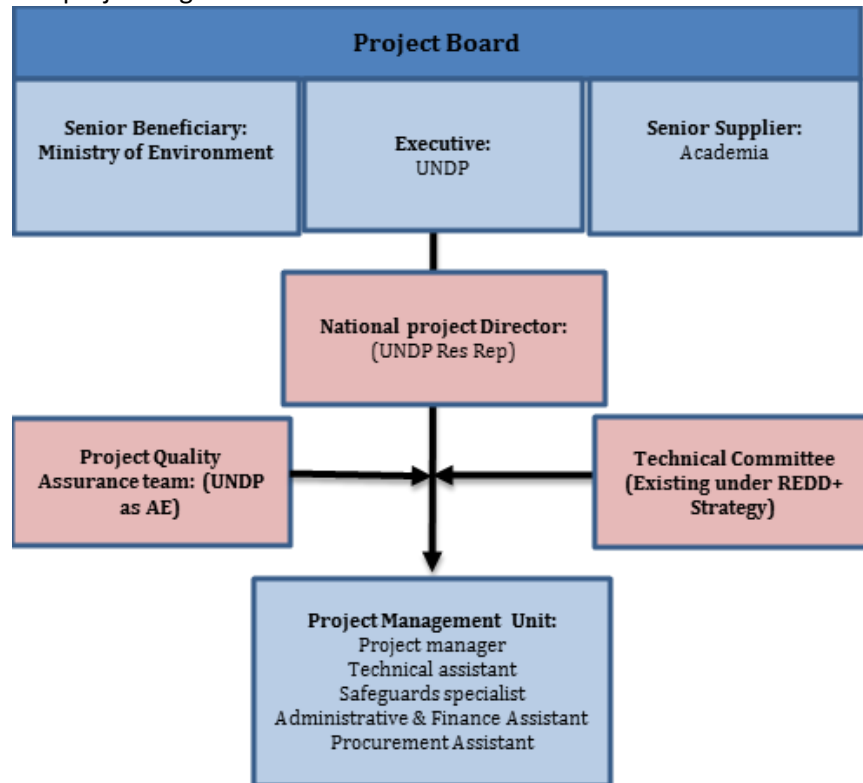 Project Board
Senior Beneficiary:
Ministry of Environment
Executive:
UNDP
Senior Supplier:
Academia
National project Director:
(UNDP Res Rep)
Project Quality
Assurance team: (UNDP
as AE)
Technical Committee
(Existing under REDD+
Strategy)
Project Management Unit:
Project manager
Technical assistant
Safeguards specialist
Administrative & Finance Assistant
Procurement Assistant